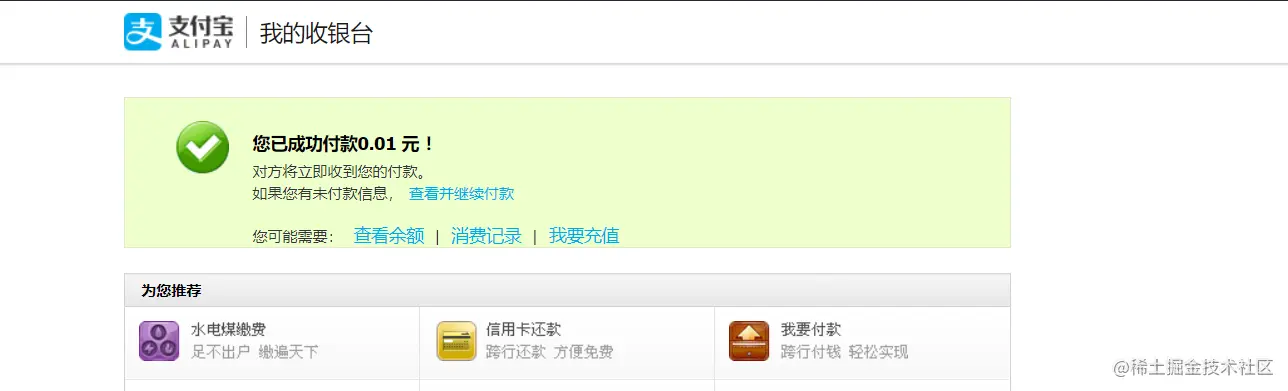 支付宝 ALIPAY 我的收银台
您已成功付款0.01 元！
对方将立即收到您的付款。
如果您有未付款信息， 查看并继续付款
您可能需要： 查看余额 | 消费记录 | 我要充值
为您推荐
水电煤缴费
足不出户 缴遍天下
信用卡还款
跨行还款 方便免费
我要付款
跨行付钱 轻松实现
@稀土掘金技术社区